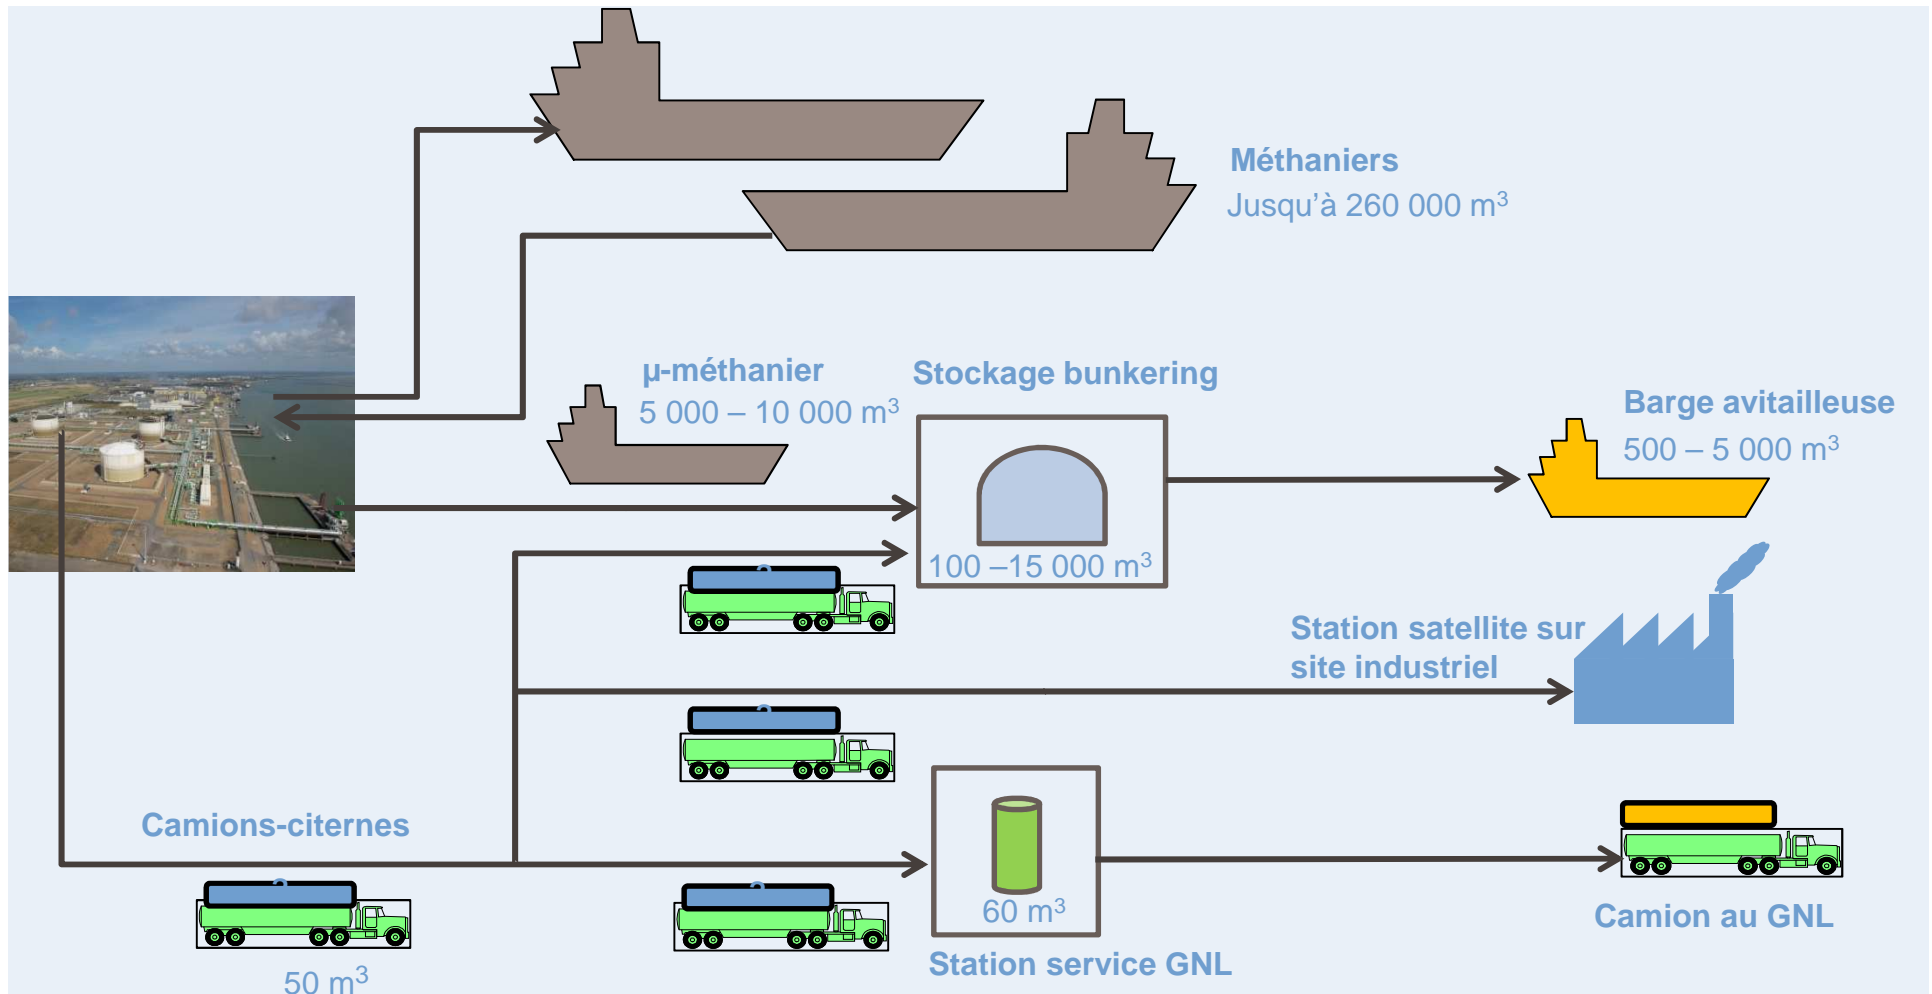 Méthaniers
Jusqu’à 260 000 m³
µ-méthanier
5 000 – 10 000 m³
Stockage bunkering
100 –15 000 m³
Barge avitailleuse
500 – 5 000 m³
Station satellite sur
site industriel
Camions-citernes
50 m³
60 m³
Station service GNL
Camion au GNL